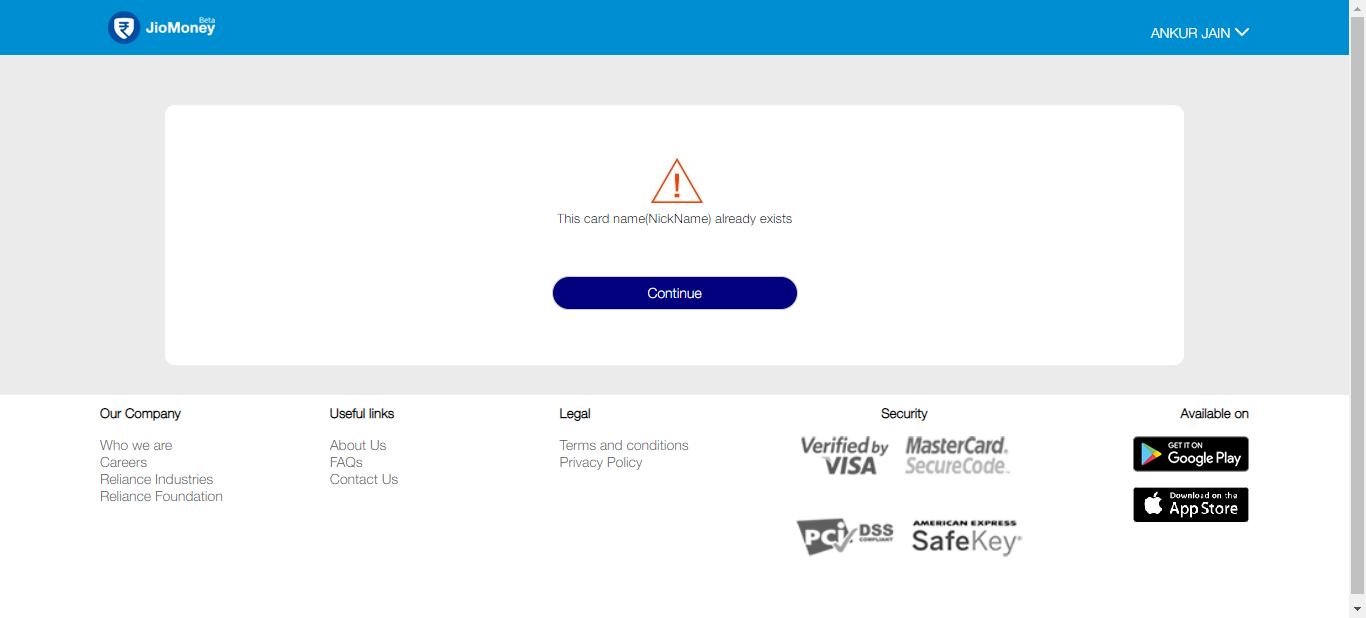 JioMoney Beta
ANKUR JAIN
!
This card name(NickName) already exists
Continue
Our Company
Who we are
Careers
Reliance Industries
Reliance Foundation
Useful links
About Us
FAQs
Contact Us
Legal
Terms and conditions
Privacy Policy
Security
Verified by
VISA
MasterCard.
SecureCode.
PCI DSS
COMPLIANT
AMERICAN EXPRESS
SafeKey®
Available on
GET IT ON
Google Play
Download on the
App Store